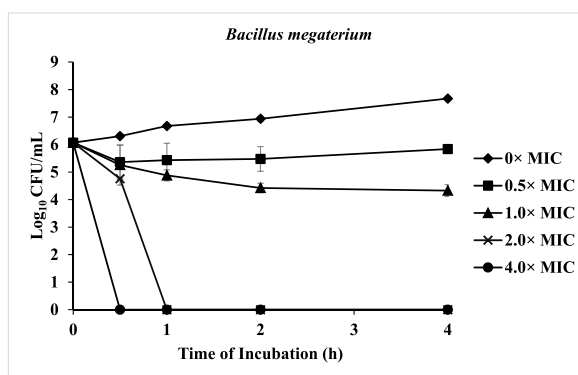 Bacillus megaterium
Log10 CFU/mL
9
8
7
6
5
4
3
2
1
0
0 1 2 3 4
Time of Incubation (h)
0× MIC
0.5× MIC
1.0× MIC
2.0× MIC
4.0× MIC